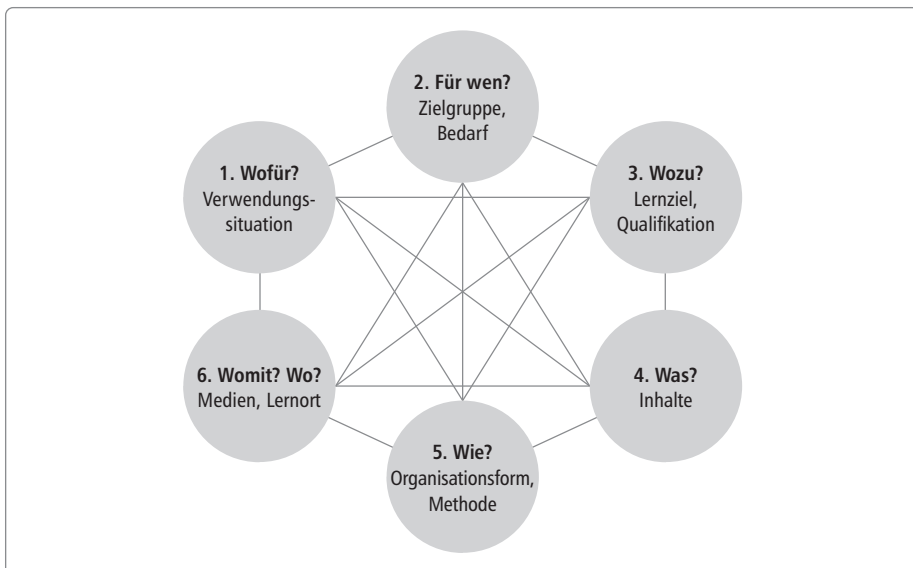 2. Für wen?
Zielgruppe,
Bedarf
1. Wofür?
Verwendungs-
situation
3. Wozu?
Lernziel,
Qualifikation
6. Womit? Wo?
Medien, Lernort
4. Was?
Inhalte
5. Wie?
Organisationsform,
Methode